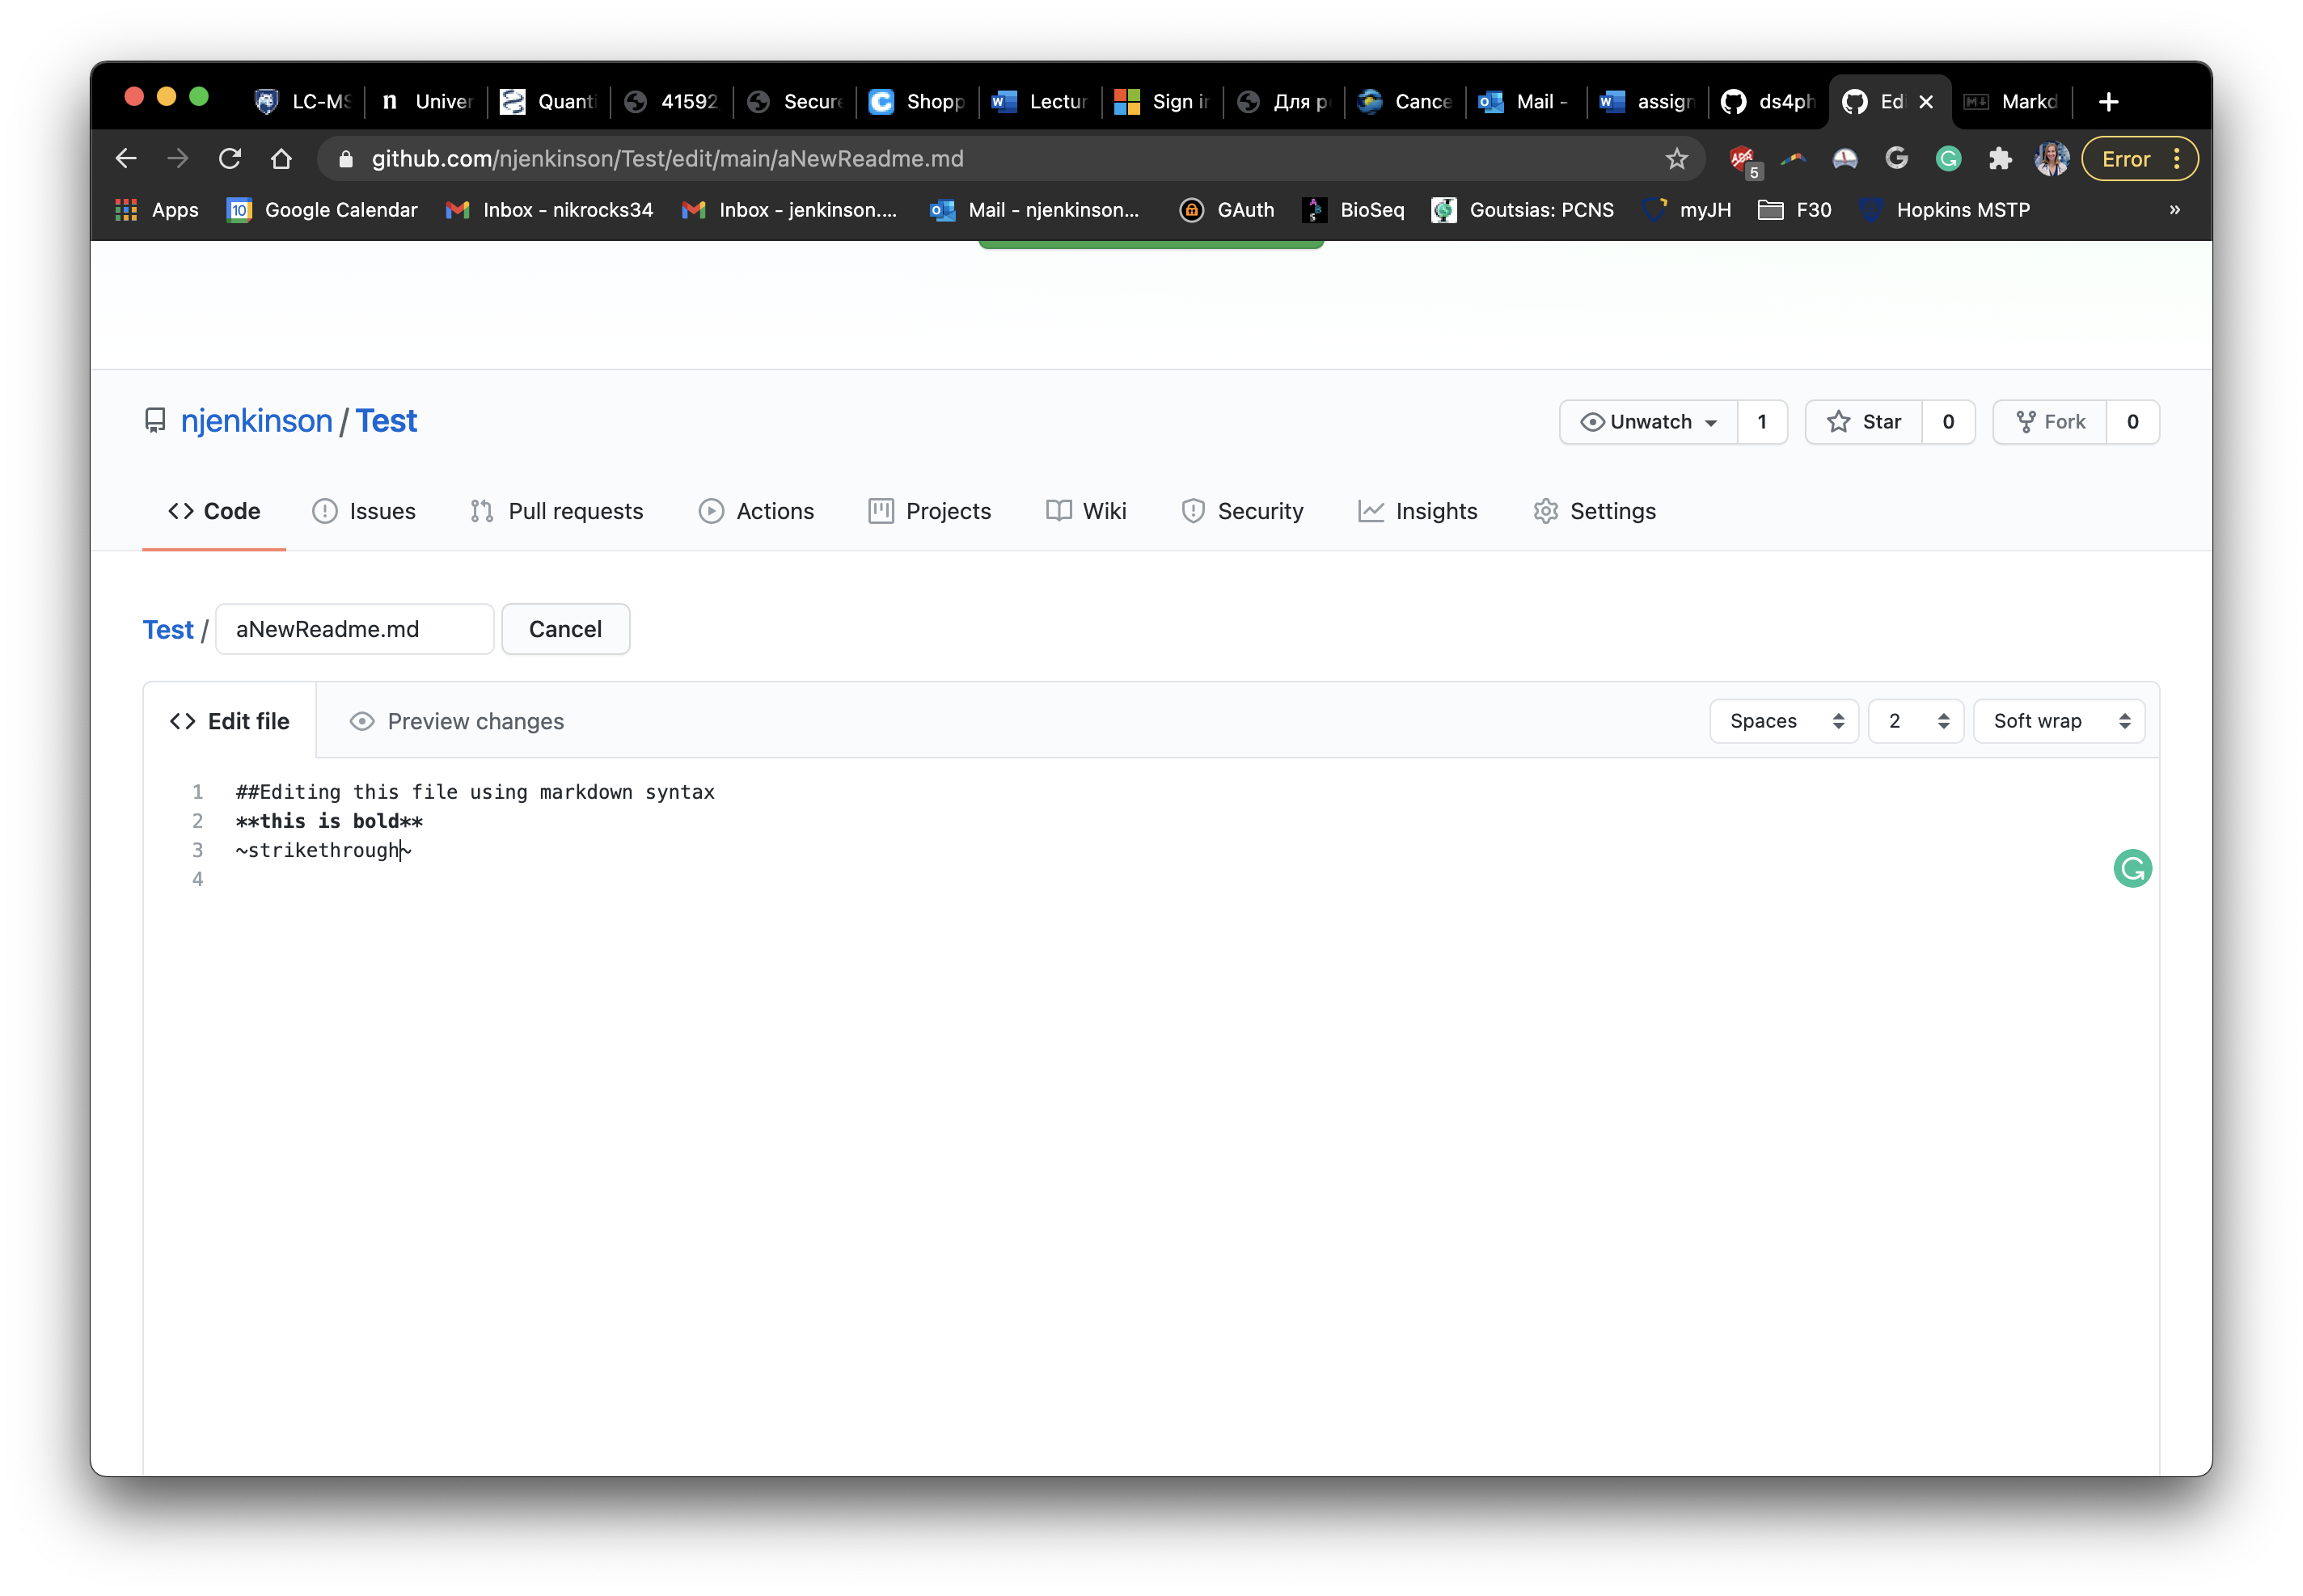 LC-MS Univer Quanti 41592 Secure Shopp Lectur Sign in Для р Cance Mail - assign ds4ph Edi Markd
github.com/njenkinson/Test/edit/main/aNewReadme.md 5 Error
Apps 10 Google Calendar Inbox - nikrocks34 Inbox - jenkinson.... Mail - njenkinson... GAuth BioSeq Goutsias: PCNS myJH F30 Hopkins MSTP »
njenkinson / Test Unwatch 1 Star 0 Fork 0
Code Issues Pull requests Actions Projects Wiki Security Insights Settings
Test / aNewReadme.md Cancel
Edit file Preview changes Spaces 2 Soft wrap
1 ##Editing this file using markdown syntax
2 **this is bold**
3 ~strikethrough~
4